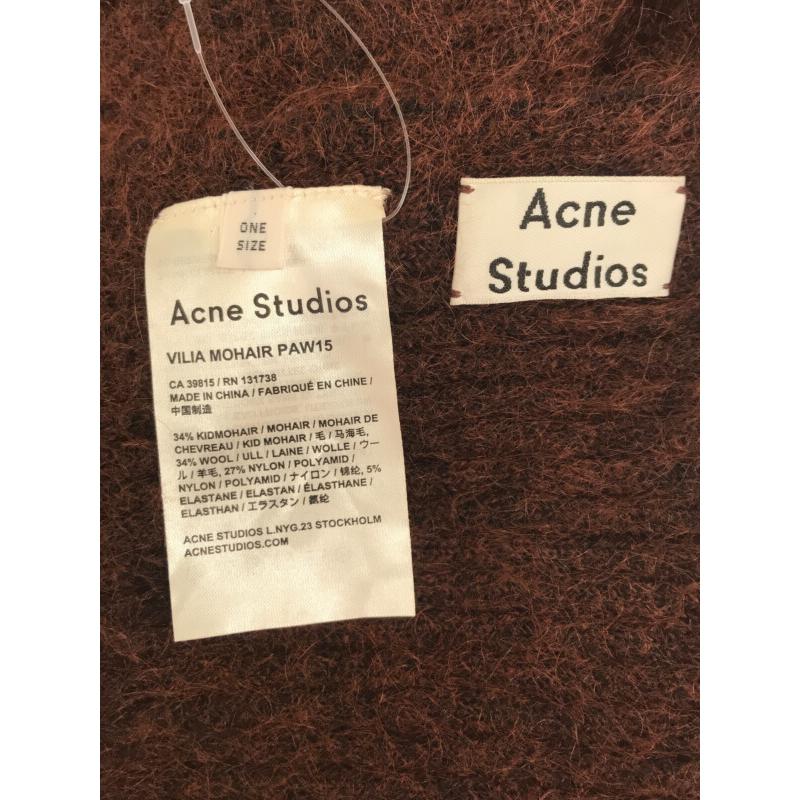 ONE
SIZE
Acne Studios
VILIA MOHAIR PAW15
CA 39815 / RN 131738
MADE IN CHINA / FABRIQUÉ EN CHINE /
中国制造
34% KIDMOHAIR / MOHAIR / MOHAIR DE
CHEVREAU / KID MOHAIR / 毛 / 马海毛,
34% WOOL / ULL / LAINE / WOLLE / ウー
ル / 羊毛, 27% NYLON / POLYAMID /
NYLON / POLYAMID / ナイロン / 锦纶, 5%
ELASTANE / ELASTAN / ÉLASTHANE /
ELASTHAN / エラスタン / 氨纶
ACNE STUDIOS L.NYG.23 STOCKHOLM
ACNESTUDIOS.COM
Acne
Studios